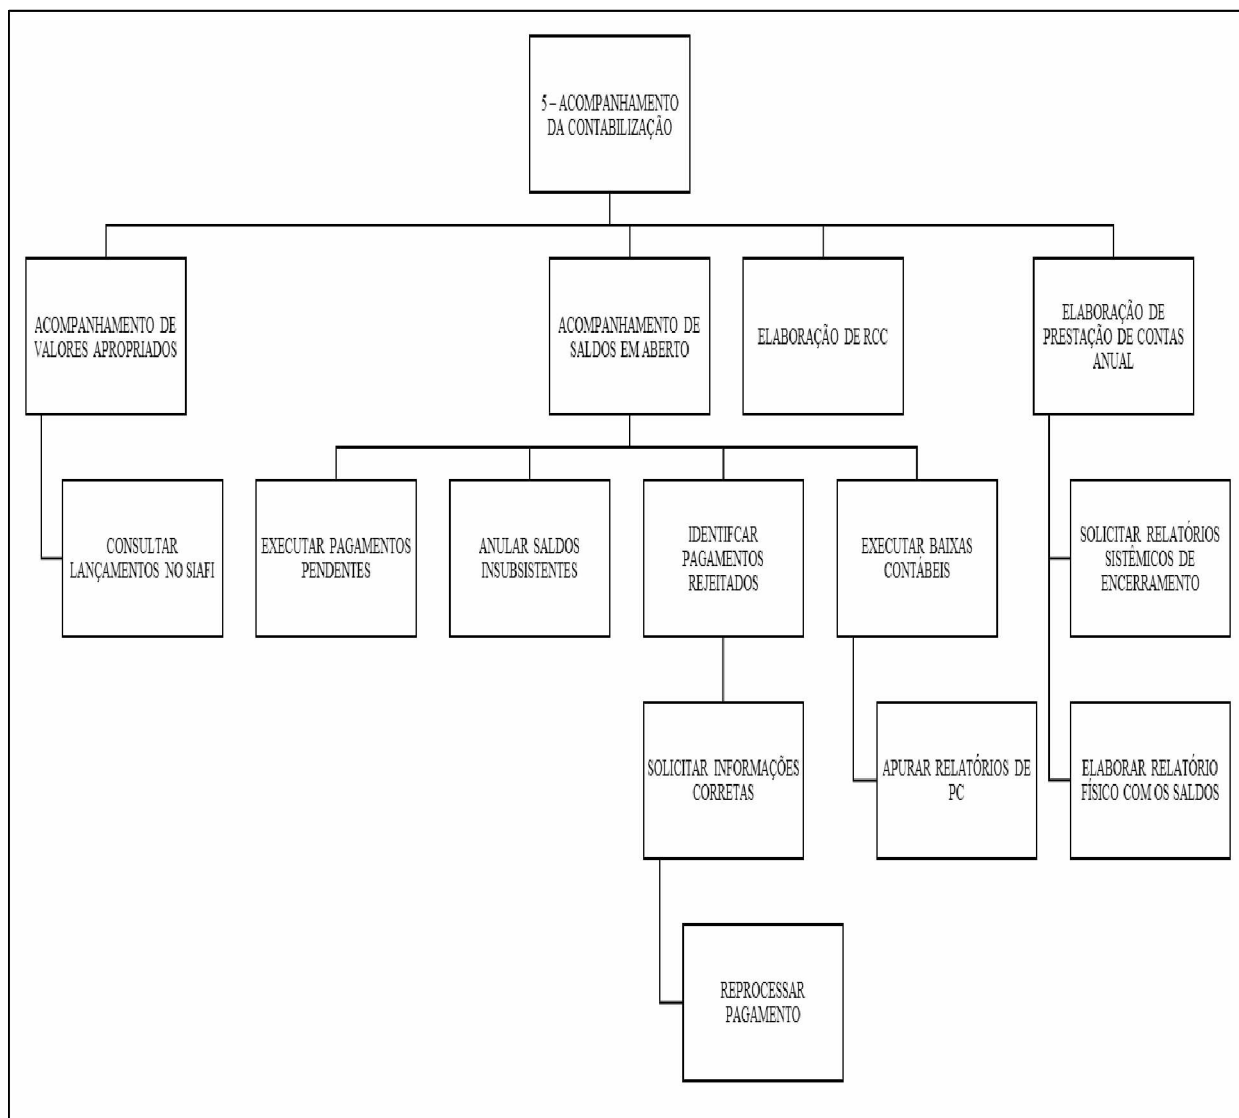 5 – ACOMPANHAMENTO
DA CONTABILIZAÇÃO
ACOMPANHAMENTO DE
VALORES APROPRIADOS
ACOMPANHAMENTO DE
SALDOS EM ABERTO
ELABORAÇÃO DE RCC
ELABORAÇÃO DE
PRESTAÇÃO DE CONTAS
ANUAL
CONSULTAR
LANÇAMENTOS NO SIAFI
EXECUTAR PAGAMENTOS
PENDENTES
ANULAR SALDOS
INSUBSISTENTES
IDENTIFCAR
PAGAMENTOS
REJEITADOS
EXECUTAR BAIXAS
CONTÁBEIS
SOLICITAR RELATÓRIOS
SISTÊMICOS DE
ENCERRAMENTO
SOLICITAR INFORMAÇÕES
CORRETAS
APURAR RELATÓRIOS DE
PC
ELABORAR RELATÓRIO
FÍSICO COM OS SALDOS
REPROCESSAR
PAGAMENTO